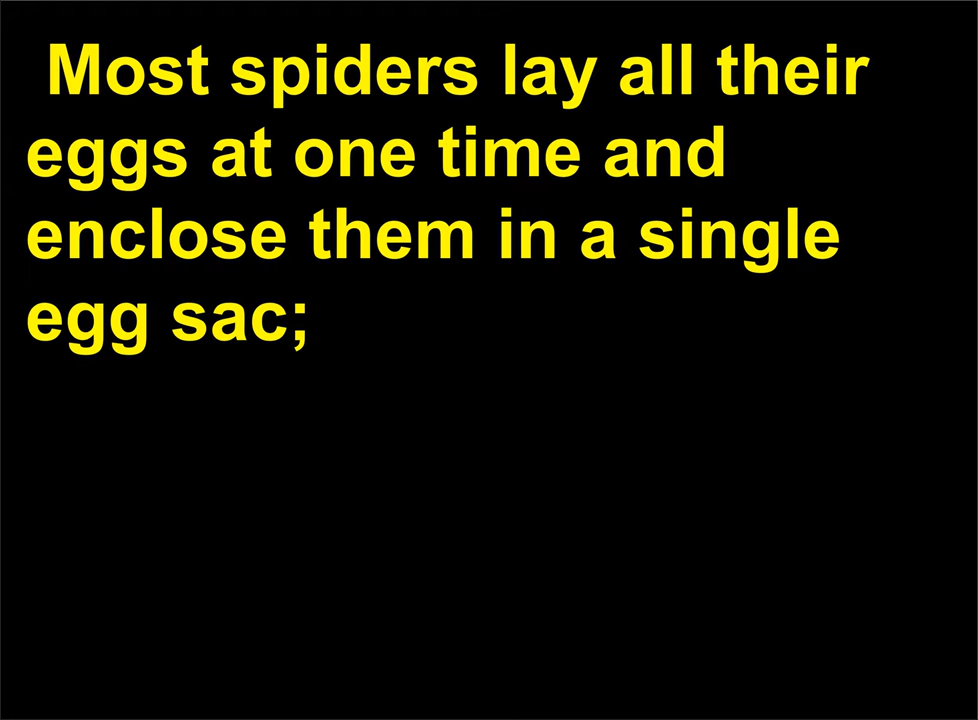 Most spiders lay all their
eggs at one time and
enclose them in a single
egg sac;